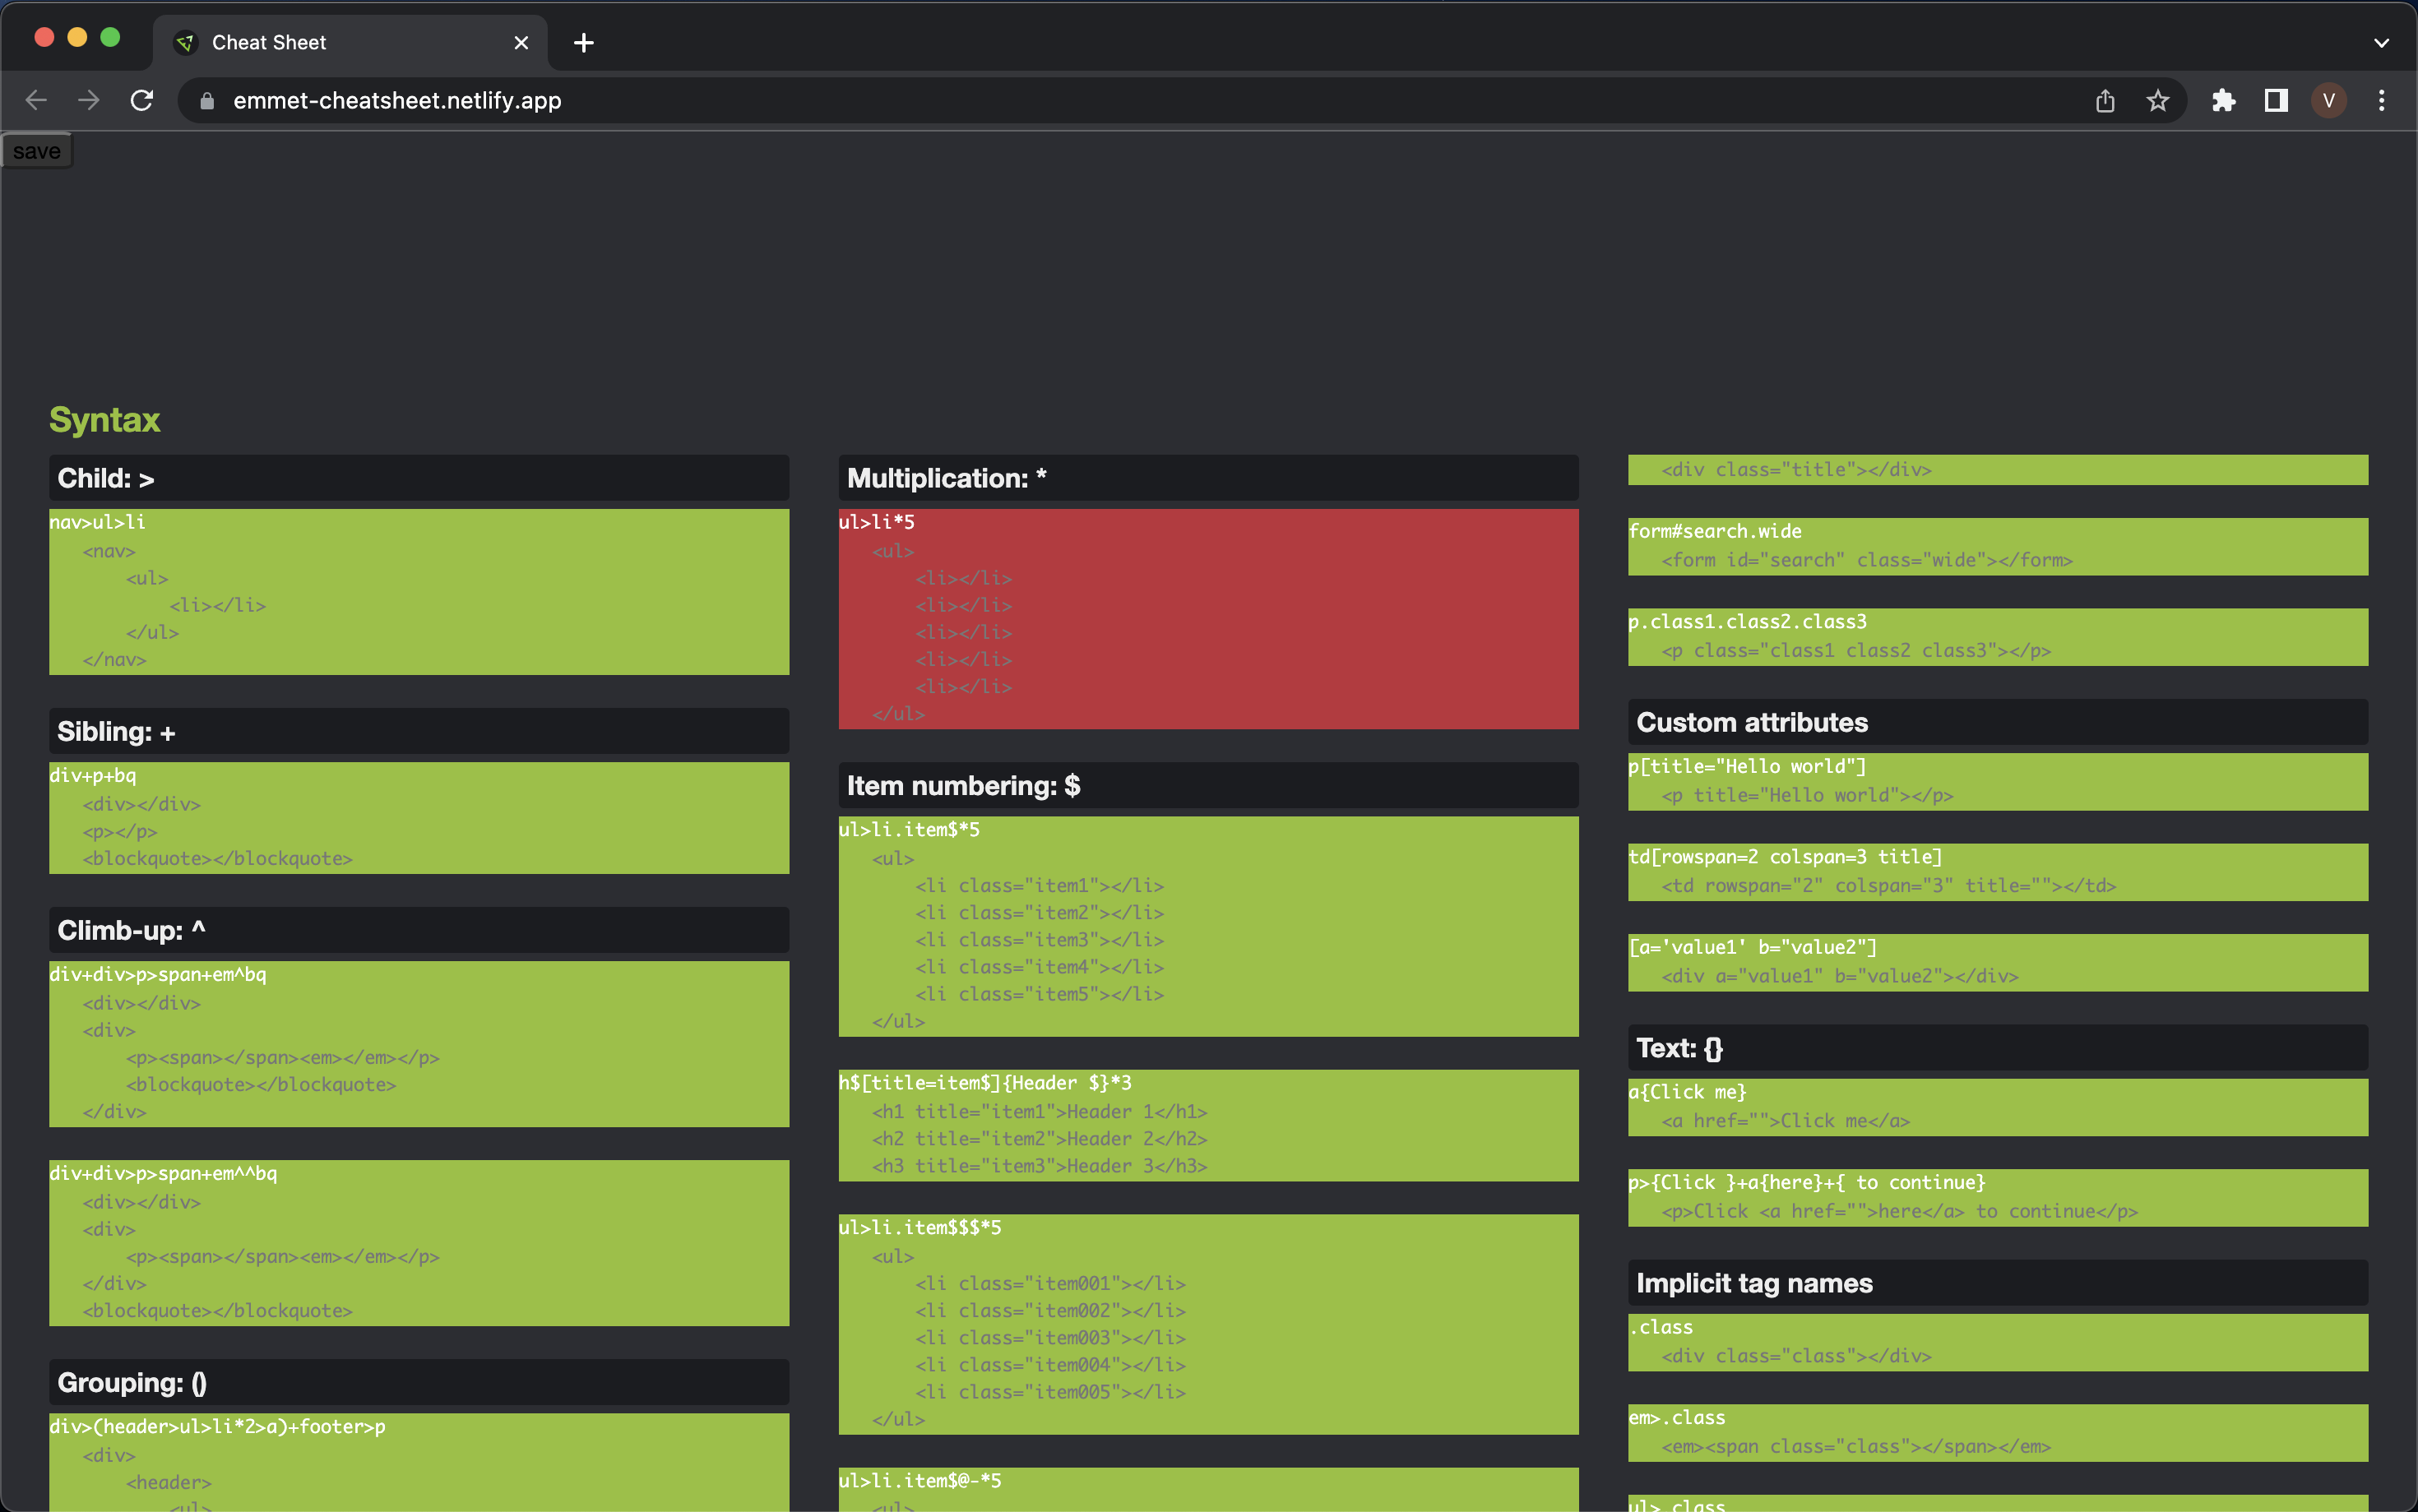 Cheat Sheet
emmet-cheatsheet.netlify.app
V
save
Syntax
Child: >
nav>ul>li
<nav>
<ul>
<li></li>
</ul>
</nav>
Sibling: +
div+p+bq
<div></div>
<p></p>
<blockquote></blockquote>
Climb-up: ^
div+div>p>span+em^bq
<div></div>
<div>
<p><span></span><em></em></p>
<blockquote></blockquote>
</div>
div+div>p>span+em^^bq
<div></div>
<div>
<p><span></span><em></em></p>
</div>
<blockquote></blockquote>
Grouping: ()
div>(header>ul>li*2>a)+footer>p
<div>
<header>
<ul>
Multiplication: *
ul>li*5
<ul>
<li></li>
<li></li>
<li></li>
<li></li>
<li></li>
</ul>
Item numbering: $
ul>li.item$*5
<ul>
<li class="item1"></li>
<li class="item2"></li>
<li class="item3"></li>
<li class="item4"></li>
<li class="item5"></li>
</ul>
h$[title=item$]{Header $}*3
<h1 title="item1">Header 1</h1>
<h2 title="item2">Header 2</h2>
<h3 title="item3">Header 3</h3>
ul>li.item$$$*5
<ul>
<li class="item001"></li>
<li class="item002"></li>
<li class="item003"></li>
<li class="item004"></li>
<li class="item005"></li>
</ul>
ul>li.item$@-*5
<ul>
<div class="title"></div>
form#search.wide
<form id="search" class="wide"></form>
p.class1.class2.class3
<p class="class1 class2 class3"></p>
Custom attributes
p[title="Hello world"]
<p title="Hello world"></p>
td[rowspan=2 colspan=3 title]
<td rowspan="2" colspan="3" title=""></td>
[a='value1' b="value2"]
<div a="value1" b="value2"></div>
Text: {}
a{Click me}
<a href="">Click me</a>
p>{Click }+a{here}+{ to continue}
<p>Click <a href="">here</a> to continue</p>
Implicit tag names
.class
<div class="class"></div>
em>.class
<em><span class="class"></span></em>
ul>.class